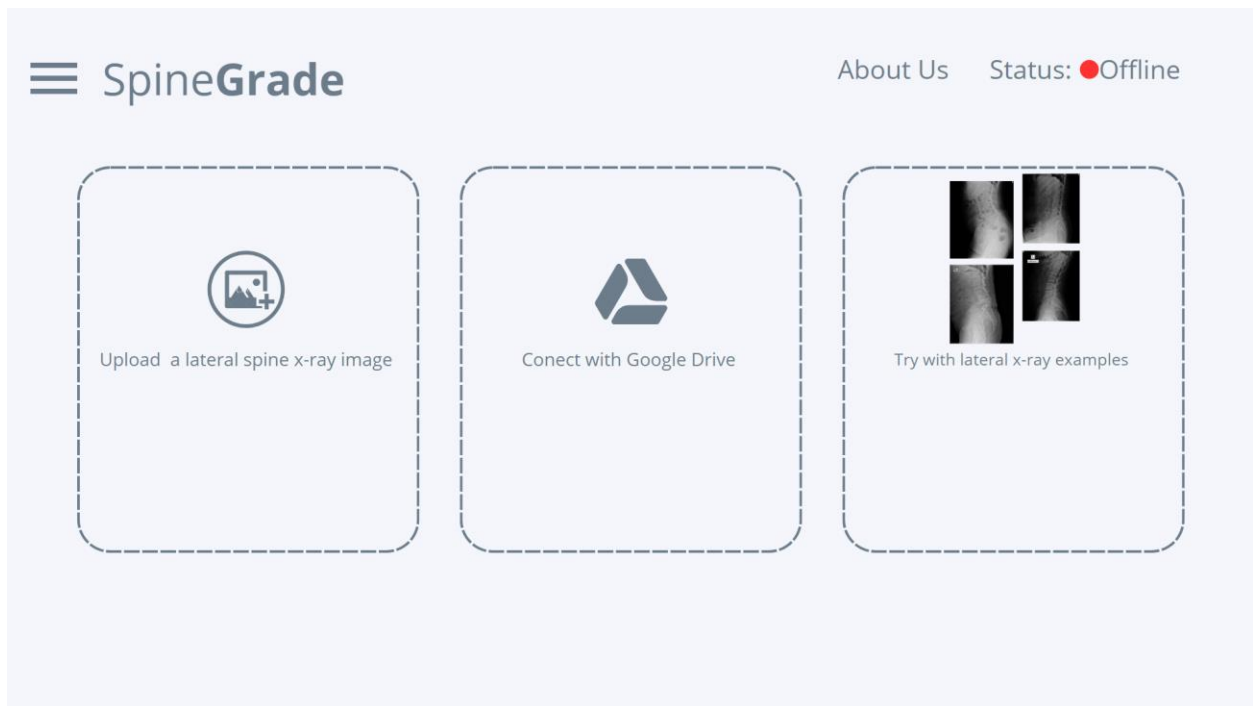 SpineGrade
About Us
Status: Offline
Upload a lateral spine x-ray image
Conect with Google Drive
Try with lateral x-ray examples